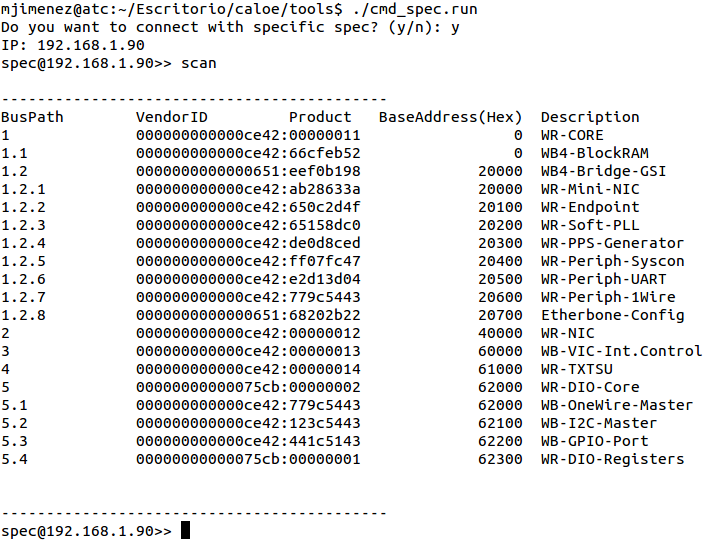 mjimenez@atc:~/Escritorio/caloe/tools$ ./cmd_spec.run
Do you want to connect with specific spec? (y/n): y
IP: 192.168.1.90
spec@192.168.1.90>> scan
-------------------------------------------
BusPath        VendorID         Product   BaseAddress(Hex)  Description
1              000000000000ce42:00000011                 0  WR-CORE
1.1            000000000000ce42:66cfeb52                 0  WB4-BlockRAM
1.2            0000000000000651:eef0b198             20000  WB4-Bridge-GSI
1.2.1          000000000000ce42:ab28633a             20000  WR-Mini-NIC
1.2.2          000000000000ce42:650c2d4f             20100  WR-Endpoint
1.2.3          000000000000ce42:65158dc0             20200  WR-Soft-PLL
1.2.4          000000000000ce42:de0d8ced             20300  WR-PPS-Generator
1.2.5          000000000000ce42:ff07fc47             20400  WR-Periph-Syscon
1.2.6          000000000000ce42:e2d13d04             20500  WR-Periph-UART
1.2.7          000000000000ce42:779c5443             20600  WR-Periph-1Wire
1.2.8          0000000000000651:68202b22             20700  Etherbone-Config
2              000000000000ce42:00000012             40000  WR-NIC
3              000000000000ce42:00000013             60000  WB-VIC-Int.Control
4              000000000000ce42:00000014             61000  WR-TXTSU
5              00000000000075cb:00000002             62000  WR-DIO-Core
5.1            000000000000ce42:779c5443             62000  WB-OneWire-Master
5.2            000000000000ce42:123c5443             62100  WB-I2C-Master
5.3            000000000000ce42:441c5143             62200  WB-GPIO-Port
5.4            00000000000075cb:00000001             62300  WR-DIO-Registers
-------------------------------------------
spec@192.168.1.90>>